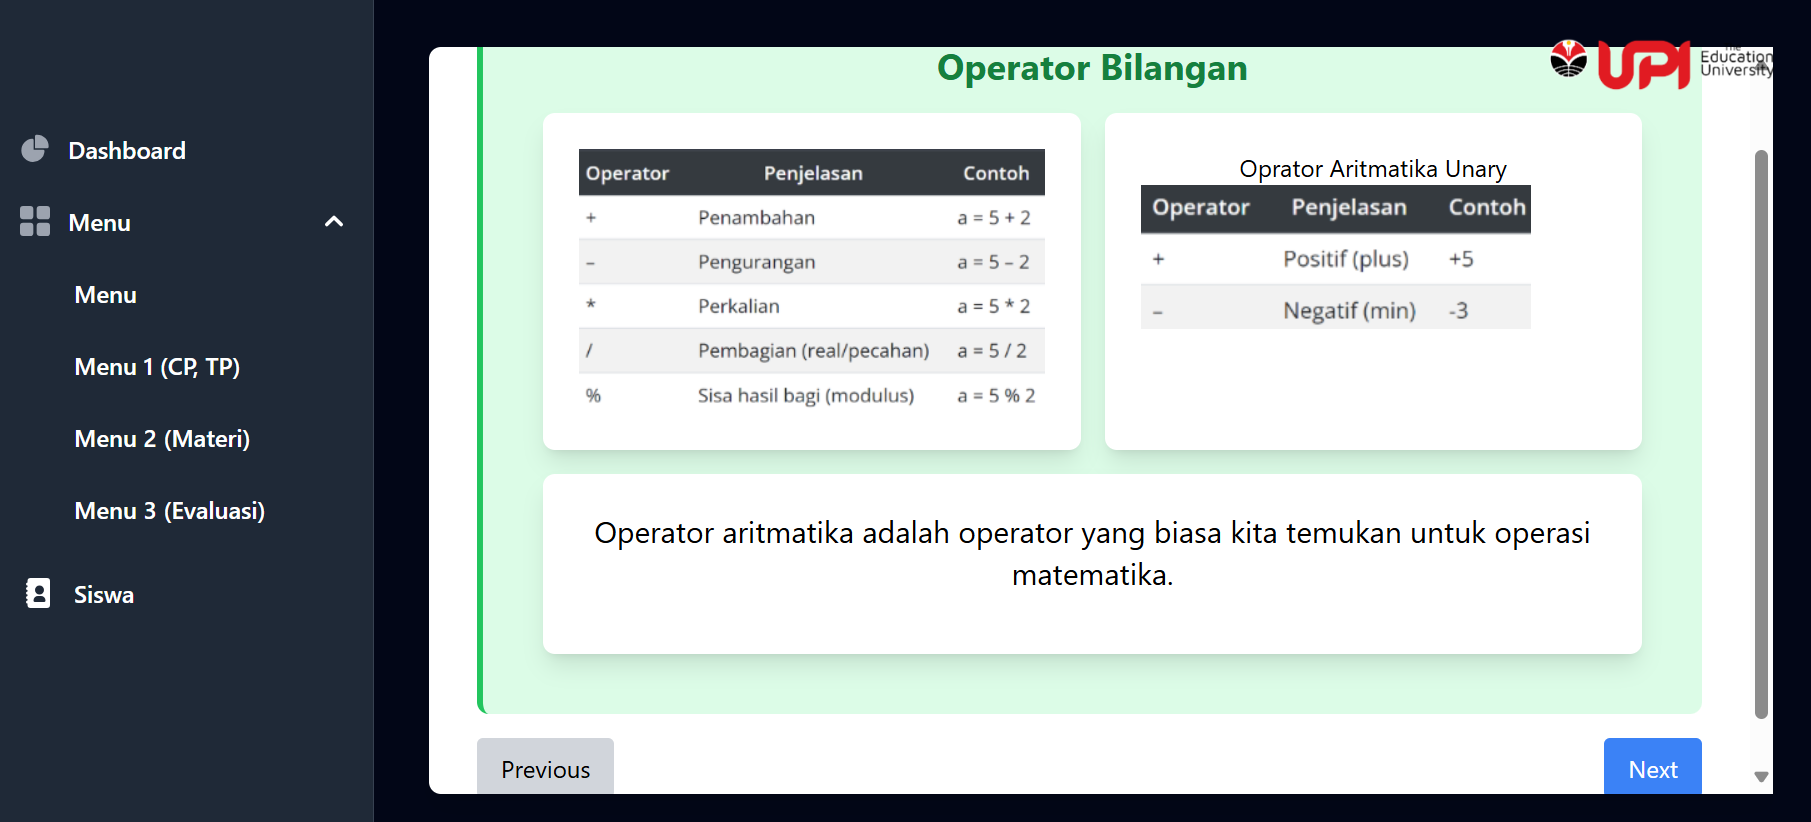 Dashboard
Menu
Menu
Menu 1 (CP, TP)
Menu 2 (Materi)
Menu 3 (Evaluasi)
Siswa
Operator Bilangan
UPI
The
Education
University
Operator Penjelasan Contoh
+ Penambahan a = 5 + 2
– Pengurangan a = 5 – 2
* Perkalian a = 5 * 2
/ Pembagian (real/pecahan) a = 5 / 2
% Sisa hasil bagi (modulus) a = 5 % 2
Oprator Aritmatika Unary
Operator Penjelasan Contoh
+ Positif (plus) +5
– Negatif (min) -3
Operator aritmatika adalah operator yang biasa kita temukan untuk operasi
matematika.
Previous
Next